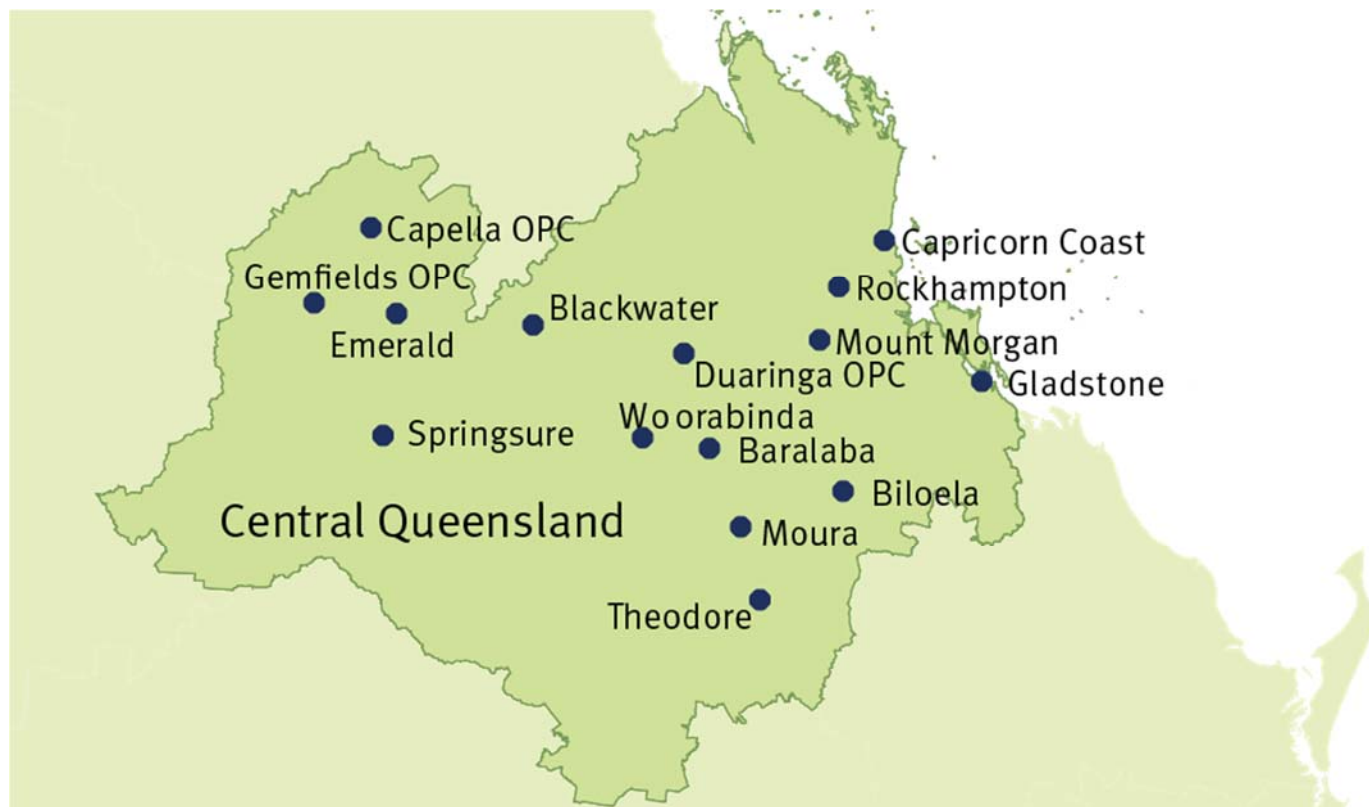 Capella OPC
Capricorn Coast
Gemfields OPC
Rockhampton
Blackwater
Emerald
Mount Morgan
Duaringa OPC
Gladstone
Woorabinda
Springsure
Baralaba
Biloela
Central Queensland
Moura
Theodore